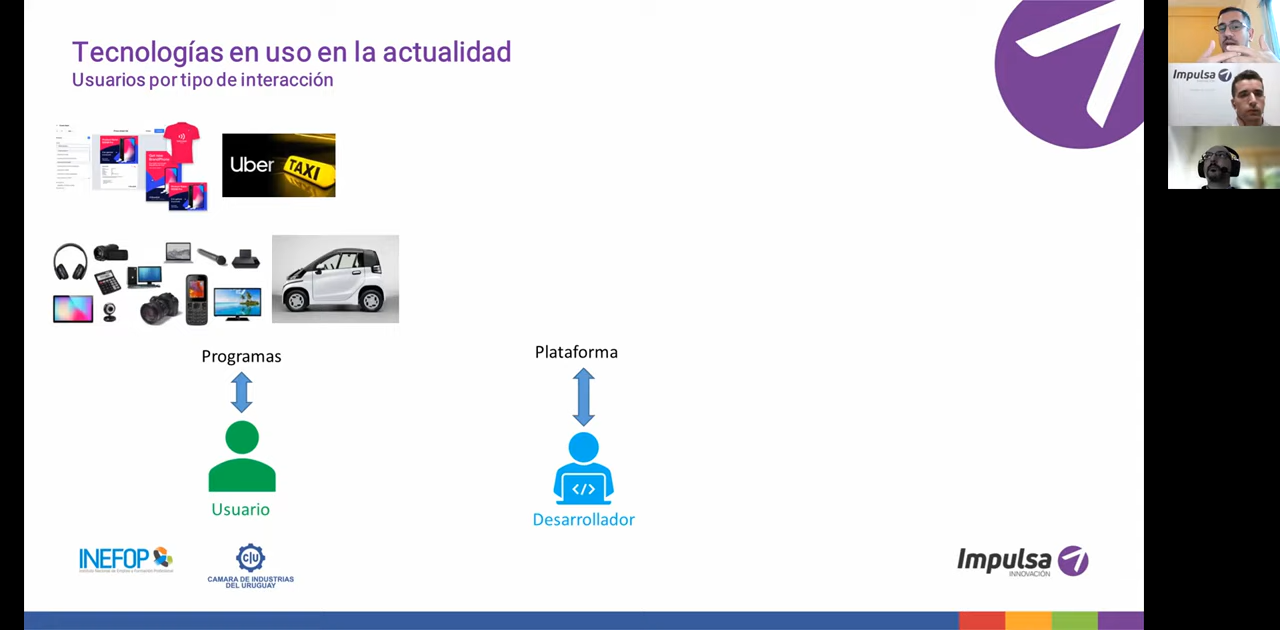 Tecnologías en uso en la actualidad
Usuarios por tipo de interacción
Impulsa
Uber TAXI
Programas
Plataforma
</>
Usuario
Desarrollador
INEFOP
CIU
CAMARA DE INDUSTRIAS
DEL URUGUAY
Impulsa
INNOVACIÓN